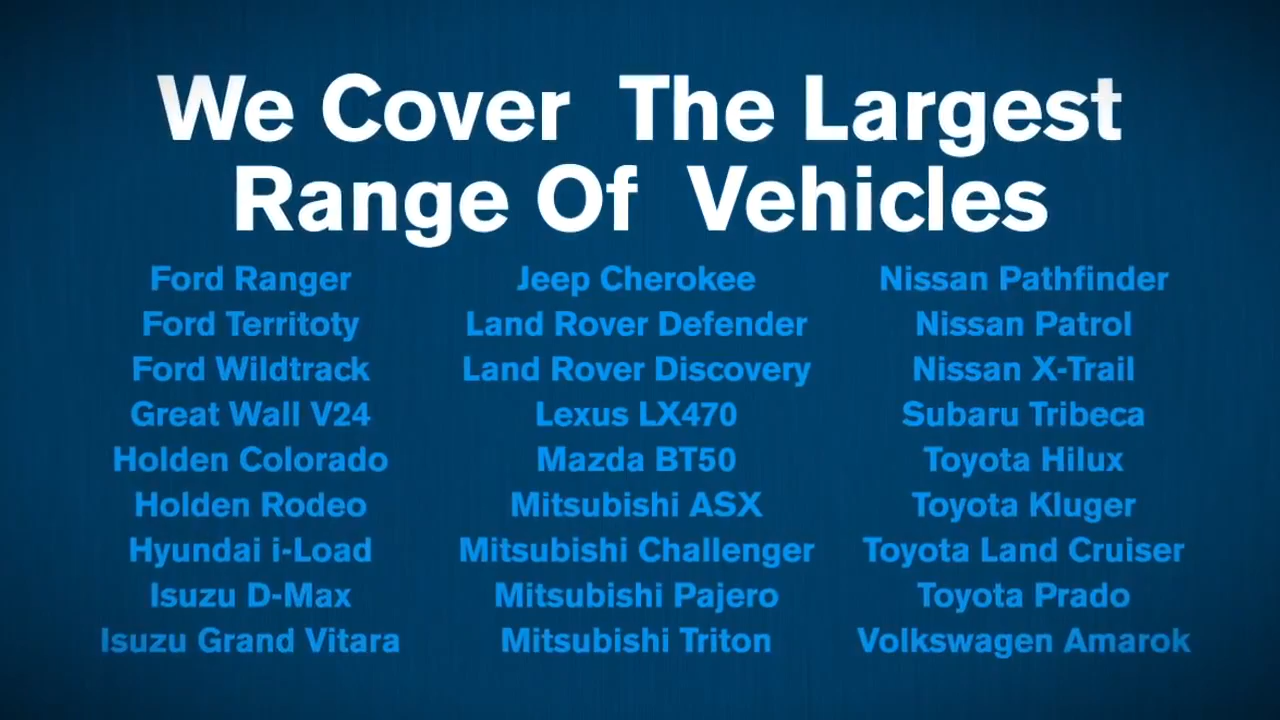 We Cover The Largest
Range Of Vehicles
Ford Ranger
Ford Territoty
Ford Wildtrack
Great Wall V24
Holden Colorado
Holden Rodeo
Hyundai i-Load
Isuzu D-Max
Isuzu Grand Vitara
Jeep Cherokee
Land Rover Defender
Land Rover Discovery
Lexus LX470
Mazda BT50
Mitsubishi ASX
Mitsubishi Challenger
Mitsubishi Pajero
Mitsubishi Triton
Nissan Pathfinder
Nissan Patrol
Nissan X-Trail
Subaru Tribeca
Toyota Hilux
Toyota Kluger
Toyota Land Cruiser
Toyota Prado
Volkswagen Amarok